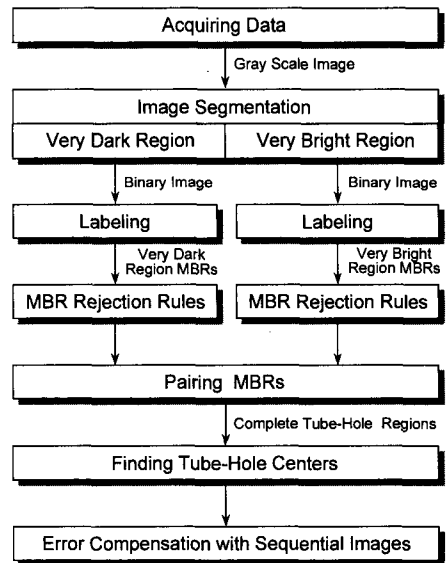 Acquiring Data
Gray Scale Image
Image Segmentation
Very Dark Region
Very Bright Region
Binary Image
Binary Image
Labeling
Labeling
Very Dark
Region MBRs
Very Bright
Region MBRs
MBR Rejection Rules
MBR Rejection Rules
Pairing MBRs
Complete Tube-Hole Regions
Finding Tube-Hole Centers
Error Compensation with Sequential Images